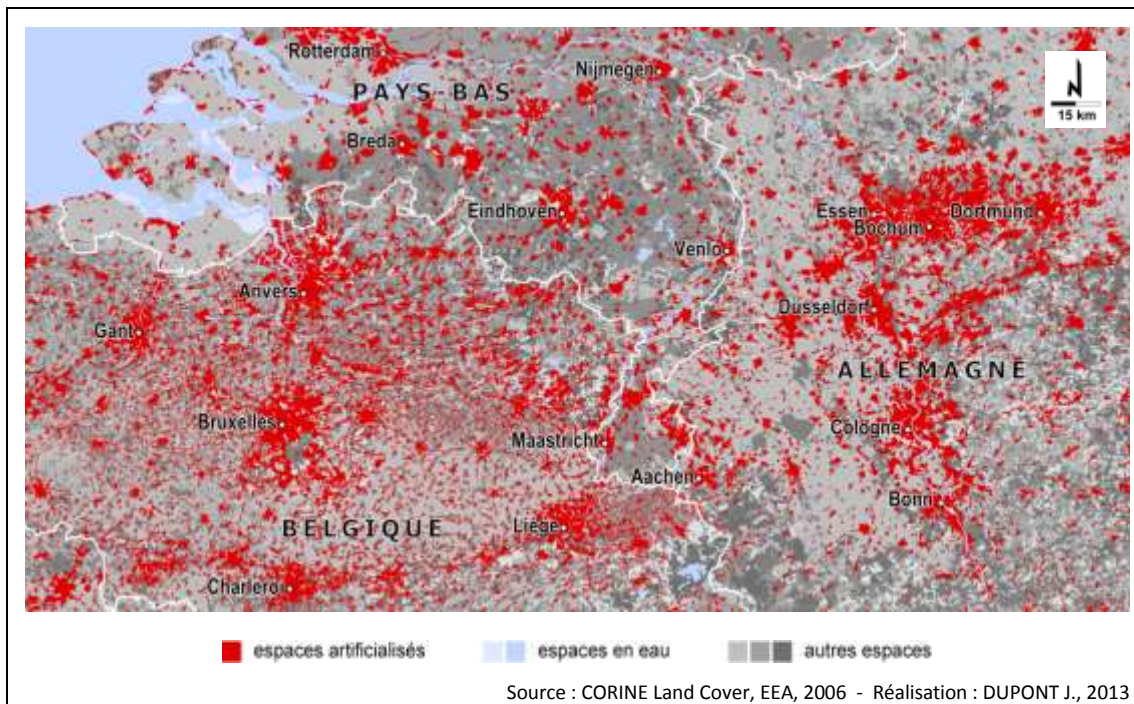 Rotterdam
Nijmegen
PAYS-BAS
15 km
Breda
Eindhoven
Essen
Dortmund
Bochum
Venlo
Anvers
Düsseldorf
Gant
ALLEMAGNE
Bruxelles
Cologne
Maastricht
Aachen
Bonn
BELGIQUE
Liège
Charleroi
espaces artificialisés espaces en eau autres espaces
Source : CORINE Land Cover, EEA, 2006 - Réalisation : DUPONT J., 2013